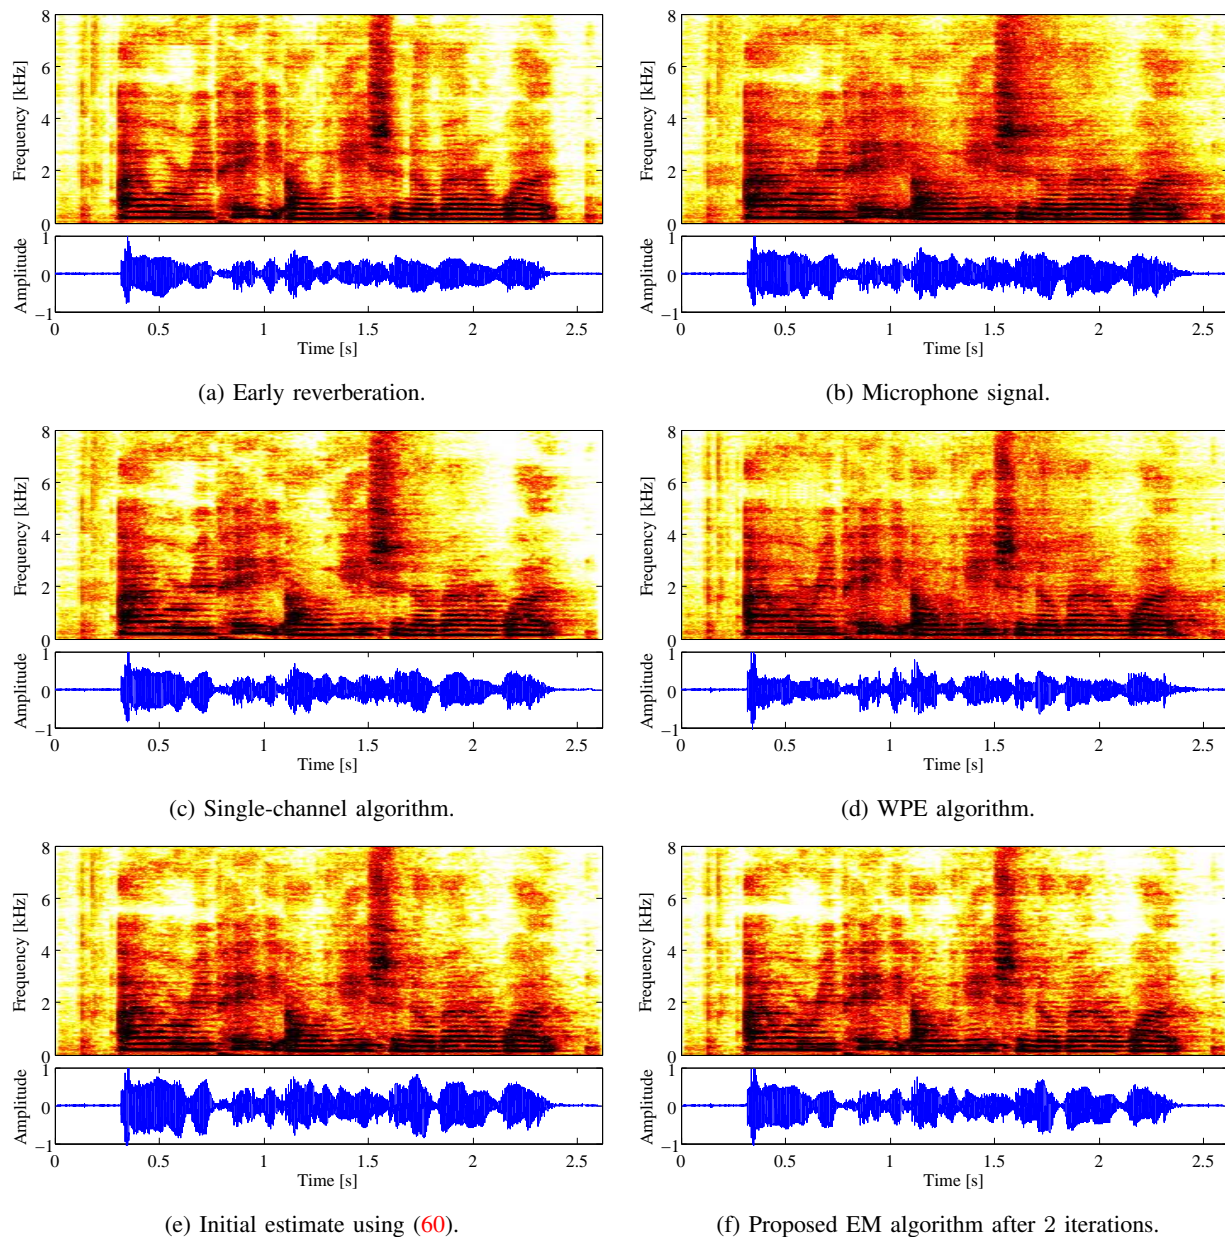 8
6
4
2
0
Frequency [kHz]
1
0
−1
Amplitude
0 0.5 1 1.5 2 2.5
Time [s]
(a) Early reverberation.
8
6
4
2
0
Frequency [kHz]
1
0
−1
Amplitude
0 0.5 1 1.5 2 2.5
Time [s]
(b) Microphone signal.
8
6
4
2
0
Frequency [kHz]
1
0
−1
Amplitude
0 0.5 1 1.5 2 2.5
Time [s]
(c) Single-channel algorithm.
8
6
4
2
0
Frequency [kHz]
1
0
−1
Amplitude
0 0.5 1 1.5 2 2.5
Time [s]
(d) WPE algorithm.
8
6
4
2
0
Frequency [kHz]
1
0
−1
Amplitude
0 0.5 1 1.5 2 2.5
Time [s]
(e) Initial estimate using (60).
8
6
4
2
0
Frequency [kHz]
1
0
−1
Amplitude
0 0.5 1 1.5 2 2.5
Time [s]
(f) Proposed EM algorithm after 2 iterations.